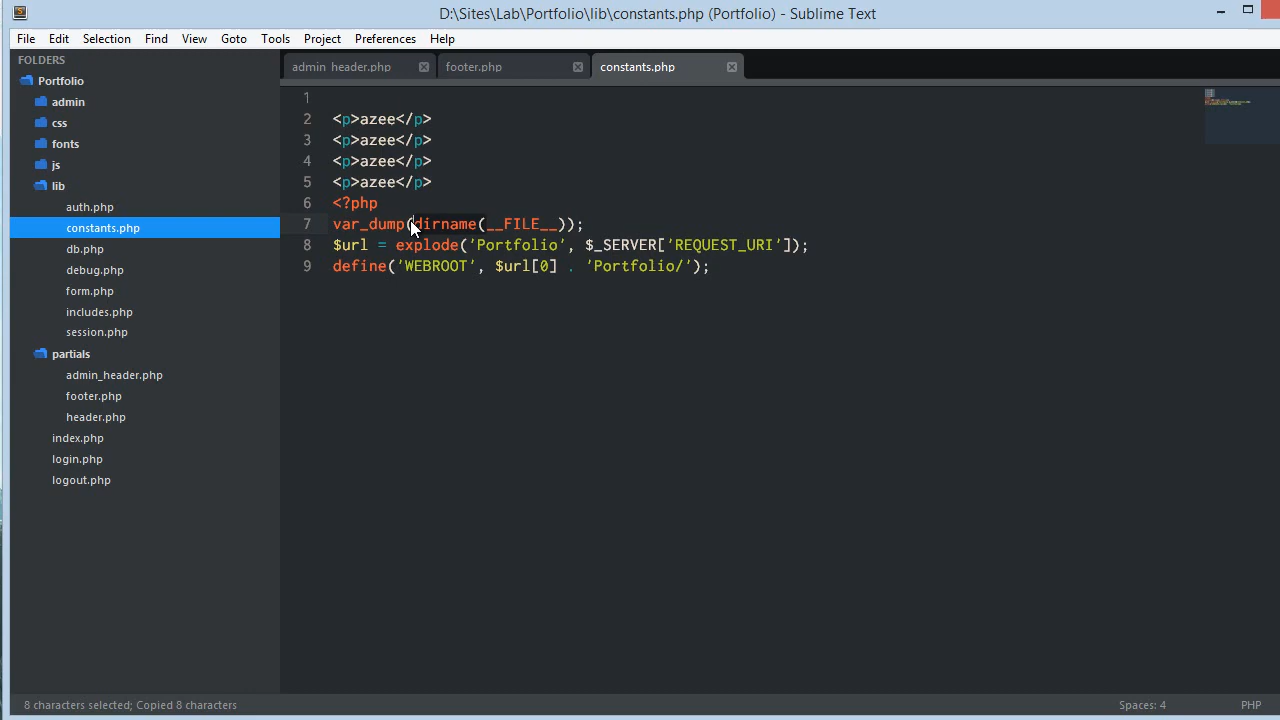 D:\Sites\Lab\Portfolio\lib\constants.php (Portfolio) - Sublime Text
File Edit Selection Find View Goto Tools Project Preferences Help
FOLDERS
Portfolio
admin
css
fonts
js
lib
auth.php
constants.php
db.php
debug.php
form.php
includes.php
session.php
partials
admin_header.php
footer.php
header.php
index.php
login.php
logout.php
admin_header.php footer.php constants.php
1
2 <p>azee</p>
3 <p>azee</p>
4 <p>azee</p>
5 <p>azee</p>
6 <?php
7 var_dump(dirname(__FILE__));
8 $url = explode('Portfolio', $_SERVER['REQUEST_URI']);
9 define('WEBROOT', $url[0] . 'Portfolio/');
8 characters selected; Copied 8 characters
Spaces: 4 PHP